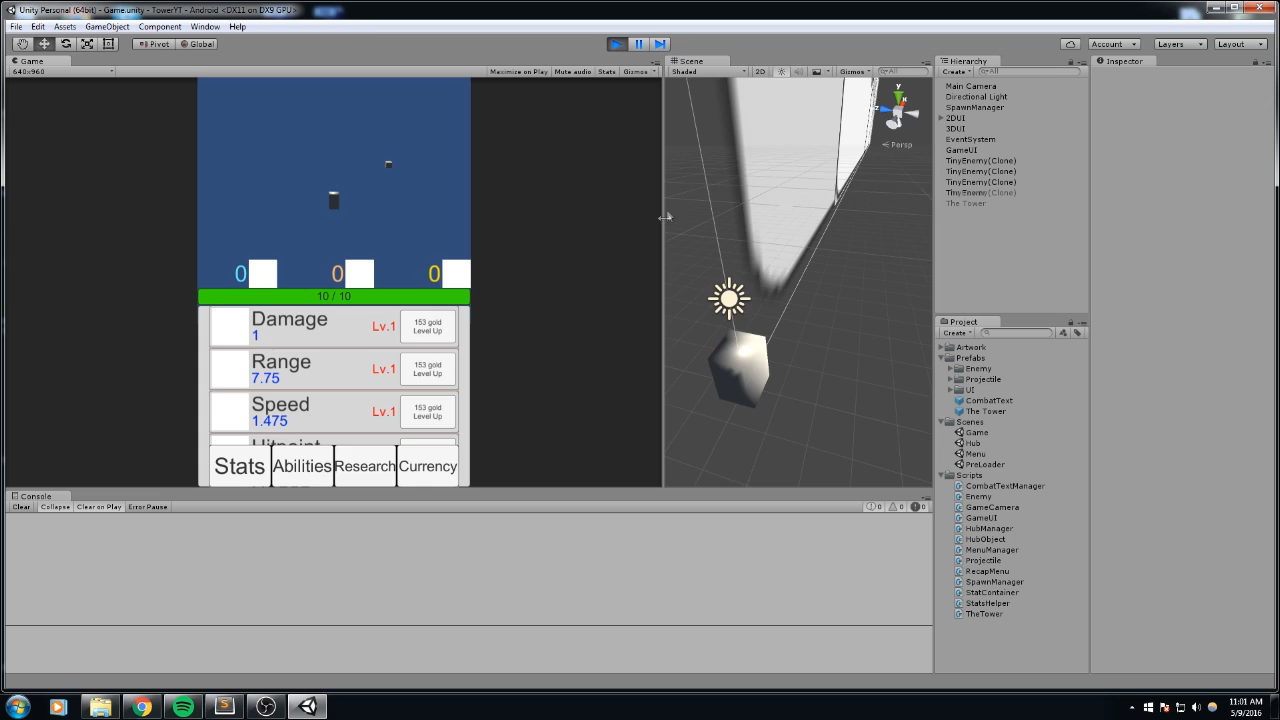 Unity Personal (64bit) - Game.unity - TowerYT - Android <DX11 on DX9 GPU>
File Edit Assets GameObject Component Window Help
Pivot Global Account Layers Layout
Game
640x960 Maximize on Play Mute audio Stats Gizmos
Scene
Shaded 2D Gizmos All
y
Persp
Hierarchy
Create All
Main Camera
Directional Light
SpawnManager
2DUI
3DUI
EventSystem
GameUI
TinyEnemy(Clone)
TinyEnemy(Clone)
TinyEnemy(Clone)
TinyEnemy(Clone)
The Tower
Inspector
0 0 0
10 / 10
Damage
1
Lv.1
153 gold
Level Up
Range
7.75
Lv.1
153 gold
Level Up
Speed
1.475
Lv.1
153 gold
Level Up
Hitpoint
Stats Abilities Research Currency
Project
Create
Artwork
Prefabs
Enemy
Projectile
UI
CombatText
The Tower
Scenes
Game
Hub
Menu
PreLoader
Scripts
CombatTextManager
Enemy
GameCamera
GameUI
HubManager
HubObject
MenuManager
Projectile
RecapMenu
SpawnManager
StatContainer
StatsHelper
TheTower
Console
Clear Collapse Clear on Play Error Pause 0 0 0
11:01 AM
5/9/2016